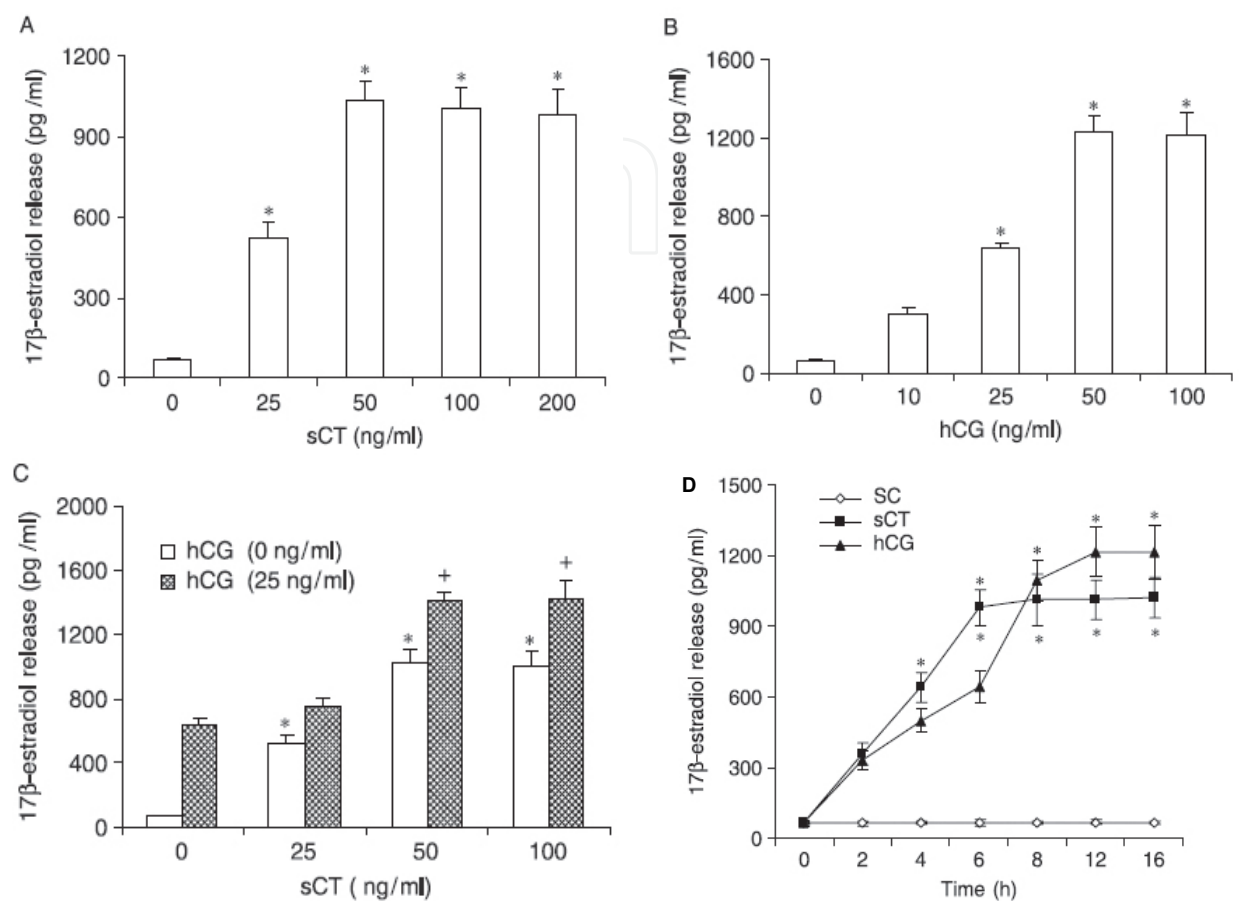 A
17β-estradiol release (pg /ml)
1200
900
600
300
0
*
*
*
*
0 25 50 100 200
sCT (ng/ml)
B
17β-estradiol release (pg /ml)
1600
1200
800
400
0
*
*
*
0 10 25 50 100
hCG (ng/ml)
C
17β-estradiol release (pg /ml)
2000
1600
1200
800
400
0
hCG (0 ng/ml)
hCG (25 ng/ml)
*
*
+
*
+
0 25 50 100
sCT ( ng/ml)
D
17β–estradiol release (pg/ml)
1500
1200
900
600
300
0
SC
sCT
hCG
*
*
*
*
*
*
*
*
*
0 2 4 6 8 12 16
Time (h)